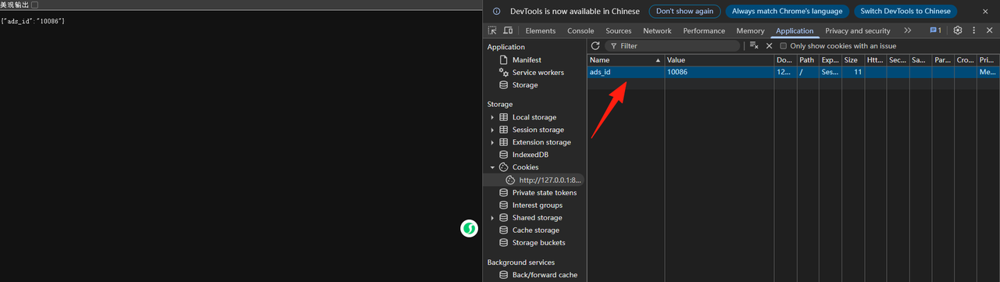 美观输出
{"ads_id":"10086"}
DevTools is now available in Chinese
Don't show again
Always match Chrome's language
Switch DevTools to Chinese
Elements
Console
Sources
Network
Performance
Memory
Application
Privacy and security
1
Application
Manifest
Service workers
Storage
Storage
Local storage
Session storage
Extension storage
IndexedDB
Cookies
http://127.0.0.1:8...
Private state tokens
Interest groups
Shared storage
Cache storage
Storage buckets
Background services
Back/forward cache
Filter
Only show cookies with an issue
Name Value Do... Path Exp... Size Htt... Sec... Sa... Par... Cro... Pri...
ads_id 10086 12... / Ses... 11 Me...